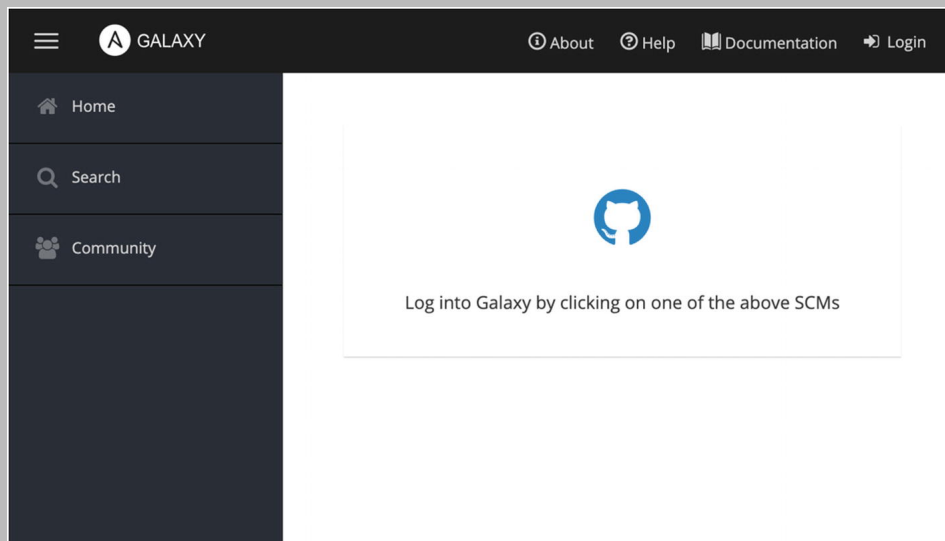 GALAXY
About
Help
Documentation
Login
Home
Search
Community
Log into Galaxy by clicking on one of the above SCMs